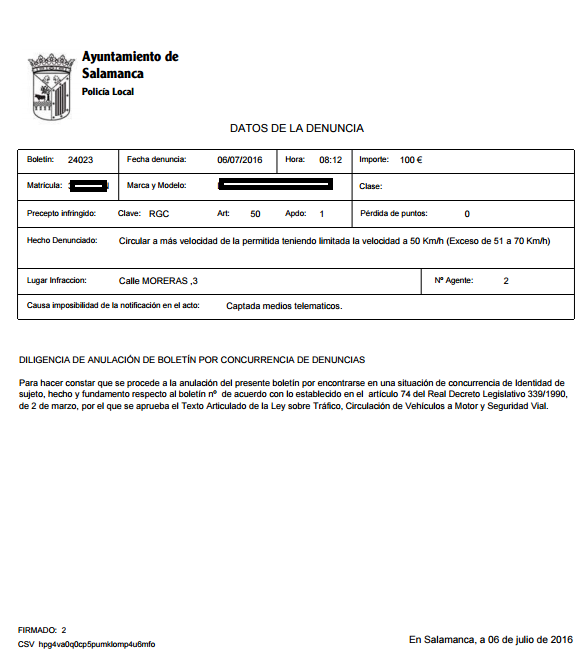 Ayuntamiento de
Salamanca
Policía Local
DATOS DE LA DENUNCIA
Boletín: 24023 Fecha denuncia: 06/07/2016 Hora: 08:12 Importe: 100 €
Matricula: Marca y Modelo: Clase:
Precepto infringido: Clave: RGC Art: 50 Apdo: 1 Pérdida de puntos: 0
Hecho Denunciado: Circular a más velocidad de la permitida teniendo limitada la velocidad a 50 Km/h (Exceso de 51 a 70 Km/h)
Lugar Infraccion: Calle MORERAS ,3 Nº Agente: 2
Causa imposibilidad de la notificación en el acto: Captada medios telematicos.
DILIGENCIA DE ANULACIÓN DE BOLETÍN POR CONCURRENCIA DE DENUNCIAS
Para hacer constar que se procede a la anulación del presente boletín por encontrarse en una situación de concurrencia de Identidad de
sujeto, hecho y fundamento respecto al boletín nº de acuerdo con lo establecido en el artículo 74 del Real Decreto Legislativo 339/1990,
de 2 de marzo, por el que se aprueba el Texto Articulado de la Ley sobre Tráfico, Circulación de Vehículos a Motor y Seguridad Vial.
FIRMADO: 2
CSV hpg4va0q0cp5pumklomp4u6mfo
En Salamanca, a 06 de julio de 2016